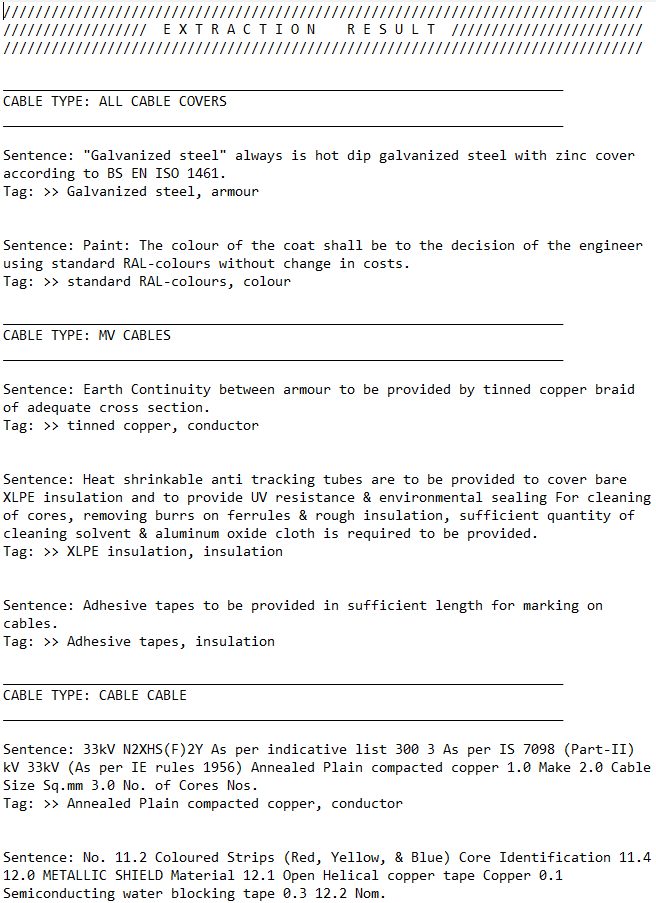 ////////////////////////////////////////////////////////////////////////////////
////////////////// E X T R A C T I O N    R E S U L T ////////////////////////
////////////////////////////////////////////////////////////////////////////////
______________________________________________________________________
CABLE TYPE: ALL CABLE COVERS
______________________________________________________________________
Sentence: "Galvanized steel" always is hot dip galvanized steel with zinc cover
according to BS EN ISO 1461.
Tag: >> Galvanized steel, armour
Sentence: Paint: The colour of the coat shall be to the decision of the engineer
using standard RAL-colours without change in costs.
Tag: >> standard RAL-colours, colour
______________________________________________________________________
CABLE TYPE: MV CABLES
______________________________________________________________________
Sentence: Earth Continuity between armour to be provided by tinned copper braid
of adequate cross section.
Tag: >> tinned copper, conductor
Sentence: Heat shrinkable anti tracking tubes are to be provided to cover bare
XLPE insulation and to provide UV resistance & environmental sealing For cleaning
of cores, removing burrs on ferrules & rough insulation, sufficient quantity of
cleaning solvent & aluminum oxide cloth is required to be provided.
Tag: >> XLPE insulation, insulation
Sentence: Adhesive tapes to be provided in sufficient length for marking on
cables.
Tag: >> Adhesive tapes, insulation
______________________________________________________________________
CABLE TYPE: CABLE CABLE
______________________________________________________________________
Sentence: 33kV N2XHS(F)2Y As per indicative list 300 3 As per IS 7098 (Part-II)
kV 33kV (As per IE rules 1956) Annealed Plain compacted copper 1.0 Make 2.0 Cable
Size Sq.mm 3.0 No. of Cores Nos.
Tag: >> Annealed Plain compacted copper, conductor
Sentence: No. 11.2 Coloured Strips (Red, Yellow, & Blue) Core Identification 11.4
12.0 METALLIC SHIELD Material 12.1 Open Helical copper tape Copper 0.1
Semiconducting water blocking tape 0.3 12.2 Nom.